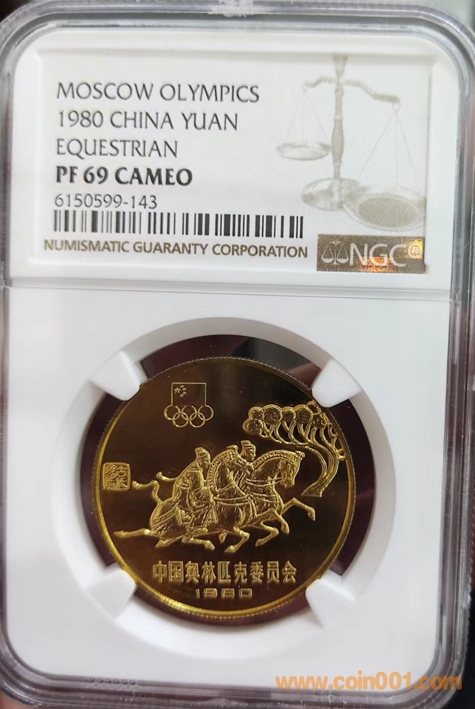 MOSCOW OLYMPICS
1980 CHINA YUAN
EQUESTRIAN
PF 69 CAMEO
6150599-143
NUMISMATIC GUARANTY CORPORATION
NGC
中国奥林匹克委员会
1980
www.coin001.com